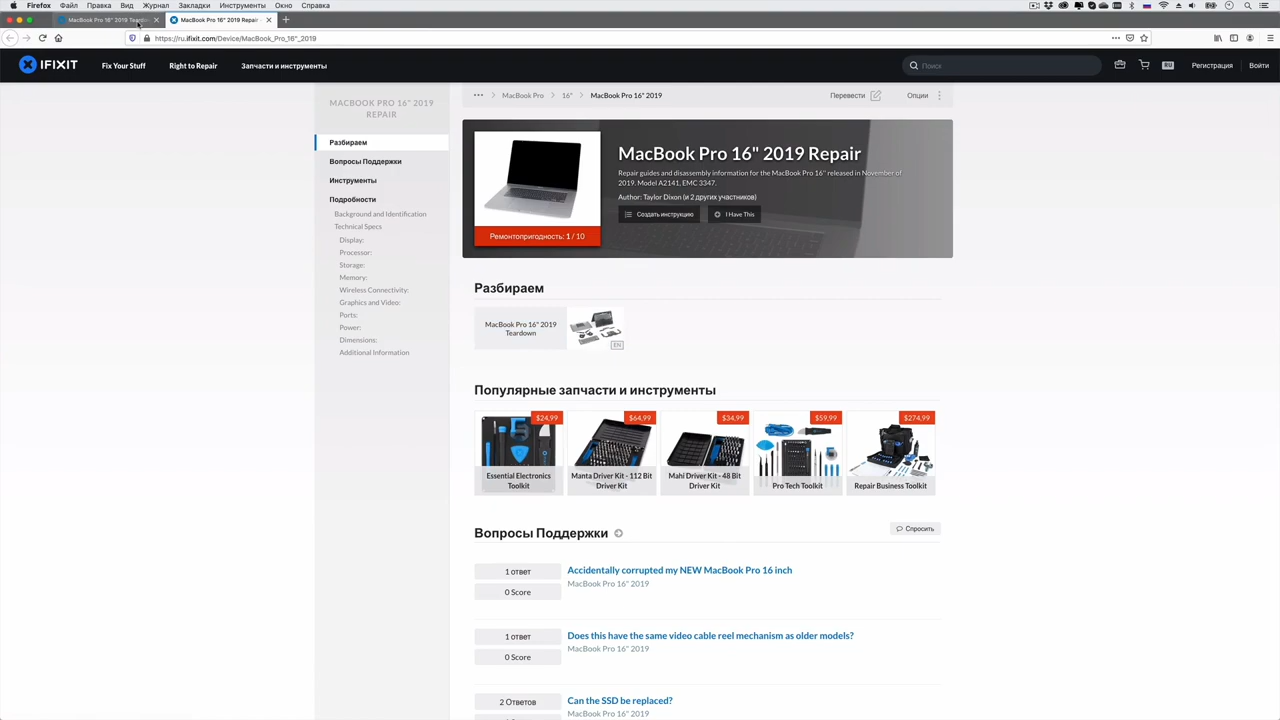 Firefox Файл Правка Вид Журнал Закладки Инструменты Окно Справка
MacBook Pro 16" 2019 Teardo
MacBook Pro 16" 2019 Repair
https://ru.ifixit.com/Device/MacBook_Pro_16"_2019
IFIXIT Fix Your Stuff Right to Repair Запчасти и инструменты Поиск RU Регистрация Войти
MACBOOK PRO 16" 2019
REPAIR
Разбираем
Вопросы Поддержки
Инструменты
Подробности
Background and Identification
Technical Specs
Display:
Processor:
Storage:
Memory:
Wireless Connectivity:
Graphics and Video:
Ports:
Power:
Dimensions:
Additional Information
MacBook Pro 16" MacBook Pro 16" 2019 Перевести Опции
MacBook Pro 16" 2019 Repair
Repair guides and disassembly information for the MacBook Pro 16" released in November of
2019. Model A2141, EMC 3347.
Author: Taylor Dixon (и 2 других участников)
Создать инструкцию I Have This
Ремонтопригодность: 1 / 10
Разбираем
MacBook Pro 16" 2019
Teardown
EN
Популярные запчасти и инструменты
$24,99 $64,99 $34,99 $59,99 $274,99
Essential Electronics
Toolkit
Manta Driver Kit - 112 Bit
Driver Kit
Mahi Driver Kit - 48 Bit
Driver Kit
Pro Tech Toolkit
Repair Business Toolkit
Вопросы Поддержки
Спросить
1 ответ
0 Score
Accidentally corrupted my NEW MacBook Pro 16 inch
MacBook Pro 16" 2019
1 ответ
0 Score
Does this have the same video cable reel mechanism as older models?
MacBook Pro 16" 2019
2 Ответов
Can the SSD be replaced?
MacBook Pro 16" 2019